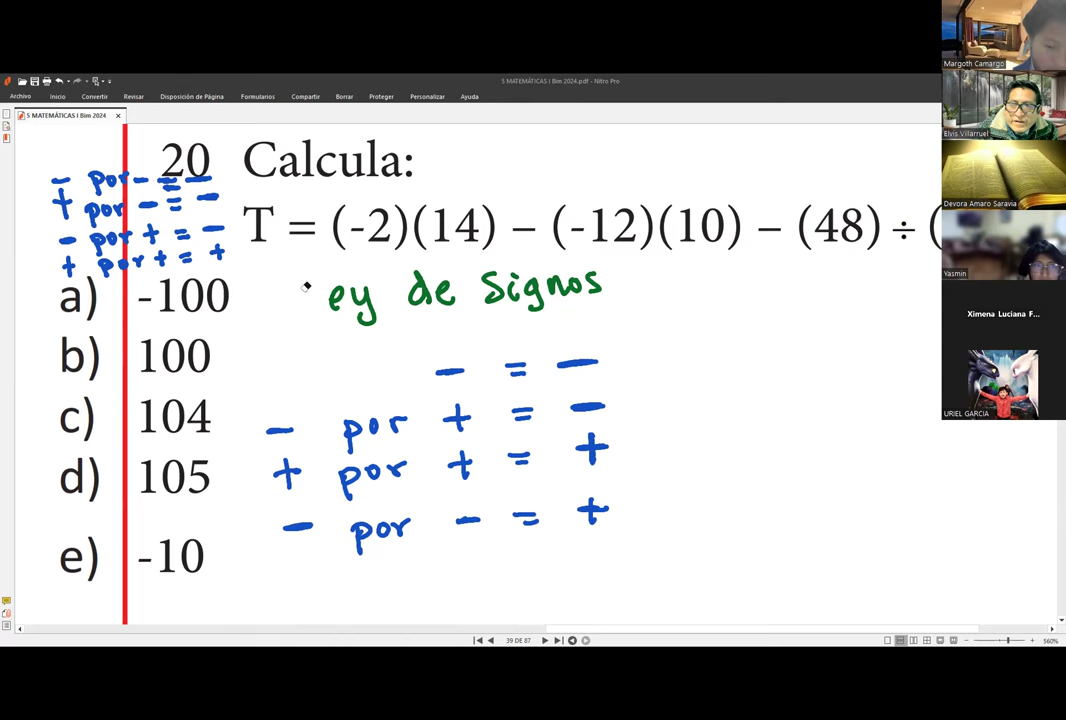 5 MATEMÁTICAS I Bim 2024.pdf - Nitro Pro
Archivo Inicio Convertir Revisar Disposición de Página Formularios Compartir Borrar Proteger Personalizar Ayuda
5 MATEMÁTICAS I Bim 2024 ×
20 Calcula:
T = (-2)(14) – (-12)(10) – (48) ÷ (
- por - = -
+ por - = -
- por + = -
+ por + = +
ey de signos
a) -100
b) 100
c) 104
d) 105
e) -10
- = -
- por + = -
+ por + = +
- por - = +
39 DE 87
560%
Margoth Camargo
Elvis Villarruel
Devora Amaro Saravia
Yasmin
Ximena Luciana F...
URIEL GARCIA